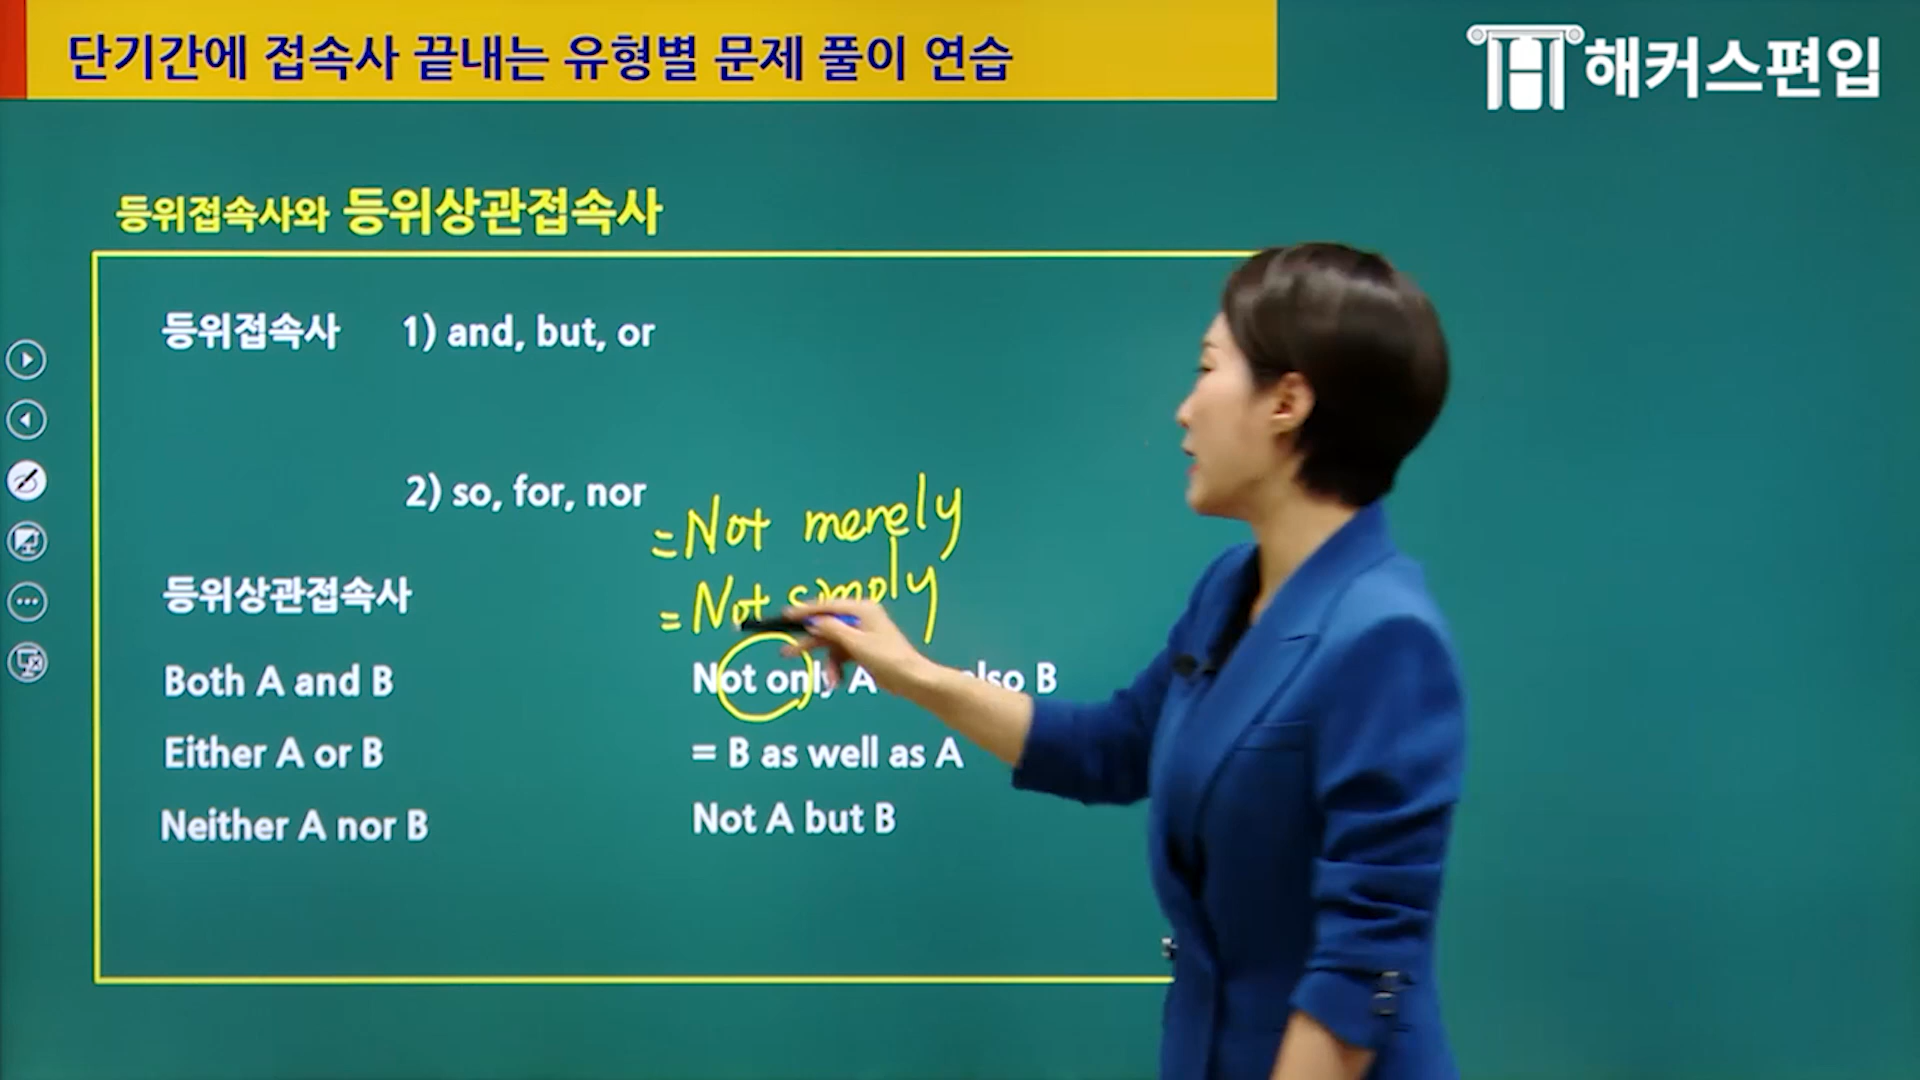 단기간에 접속사 끝내는 유형별 문제 풀이 연습
해커스편입
등위접속사와 등위상관접속사
등위접속사 1) and, but, or
2) so, for, nor
=Not merely
=Not simply
등위상관접속사
Both A and B
Not only A also B
Either A or B
= B as well as A
Neither A nor B
Not A but B